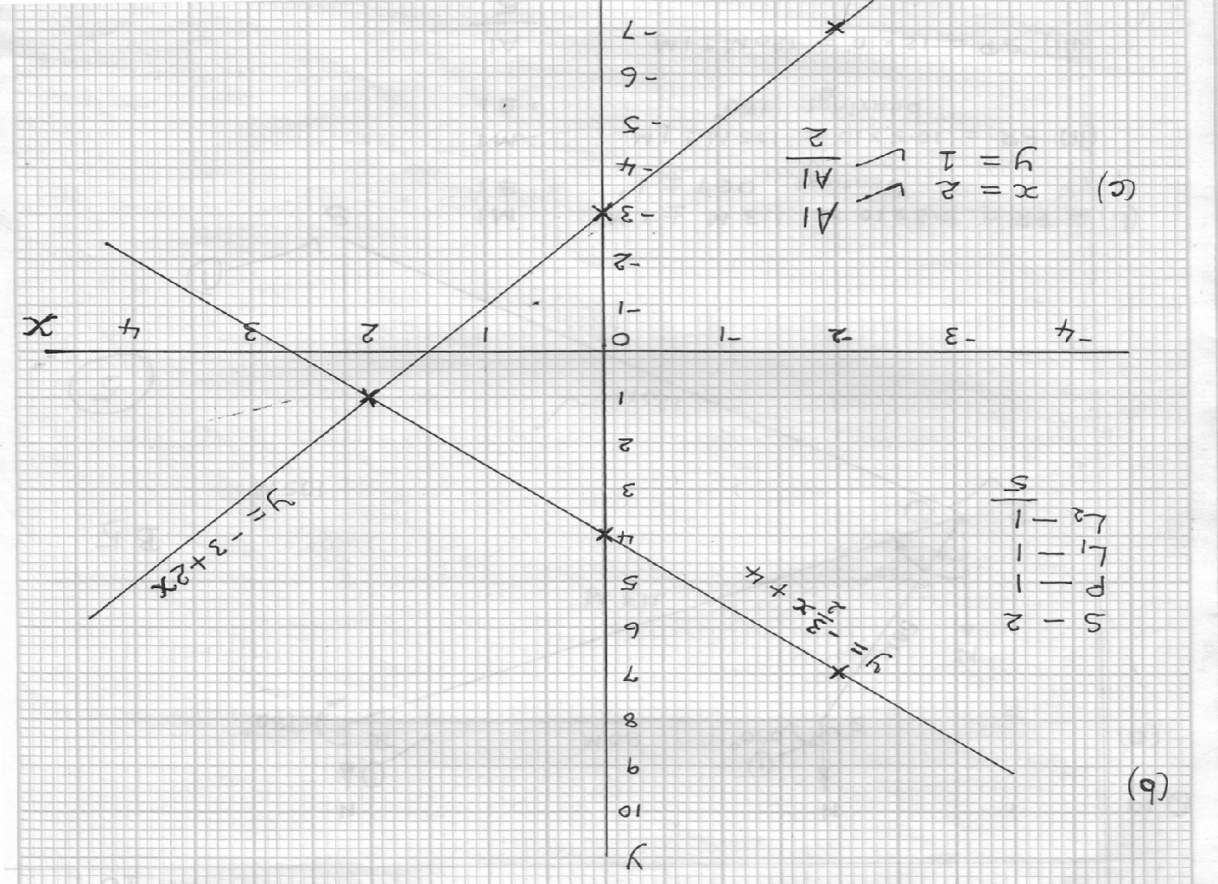 y
(b)
10
9
8
7
6
5
4
3
2
1
S - 2
P - 1
L₁ - 1
L₂ - 1
5
y = -3/2 x + 4
y = -3 + 2x
-4 -3 -2 -1 0 1 2 3 4 x
-1
-2
-3
-4
-5
-6
-7
(c) x = 2 ✓ A1
y = 1 ✓ A1
2